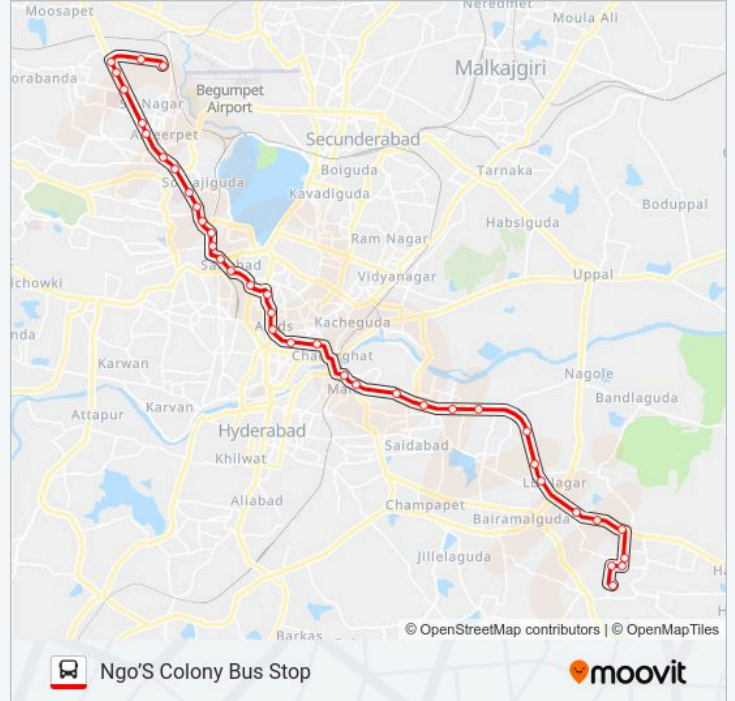 Moosapet
Neredmet
Moula Ali
Malkajgiri
orabanda
Begumpet
Airport
Secunderabad
Boiguda
Tarnaka
Kavadiguda
Boduppal
Habsiguda
Ram Nagar
Vidyanagar
Uppal
ichowki
nda
Kacheguda
Karwan
Nagole
Bandlaguda
Attapur
Karvan
Hyderabad
Saidabad
Khilwat
Aliabad
Champapet
Bairamalguda
Jillelaguda
Ha
H
Barkas
© OpenStreetMap contributors | © OpenMapTiles
Ngo’S Colony Bus Stop
moovit